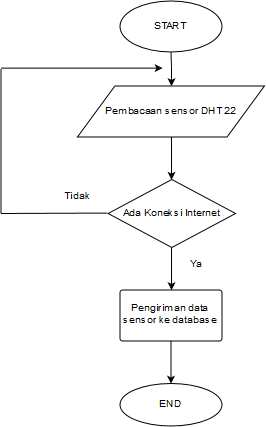 START
Pembacaan sensor DHT22
Tidak
Ada Koneksi Internet
Ya
Pengiriman data
sensor ke database
END